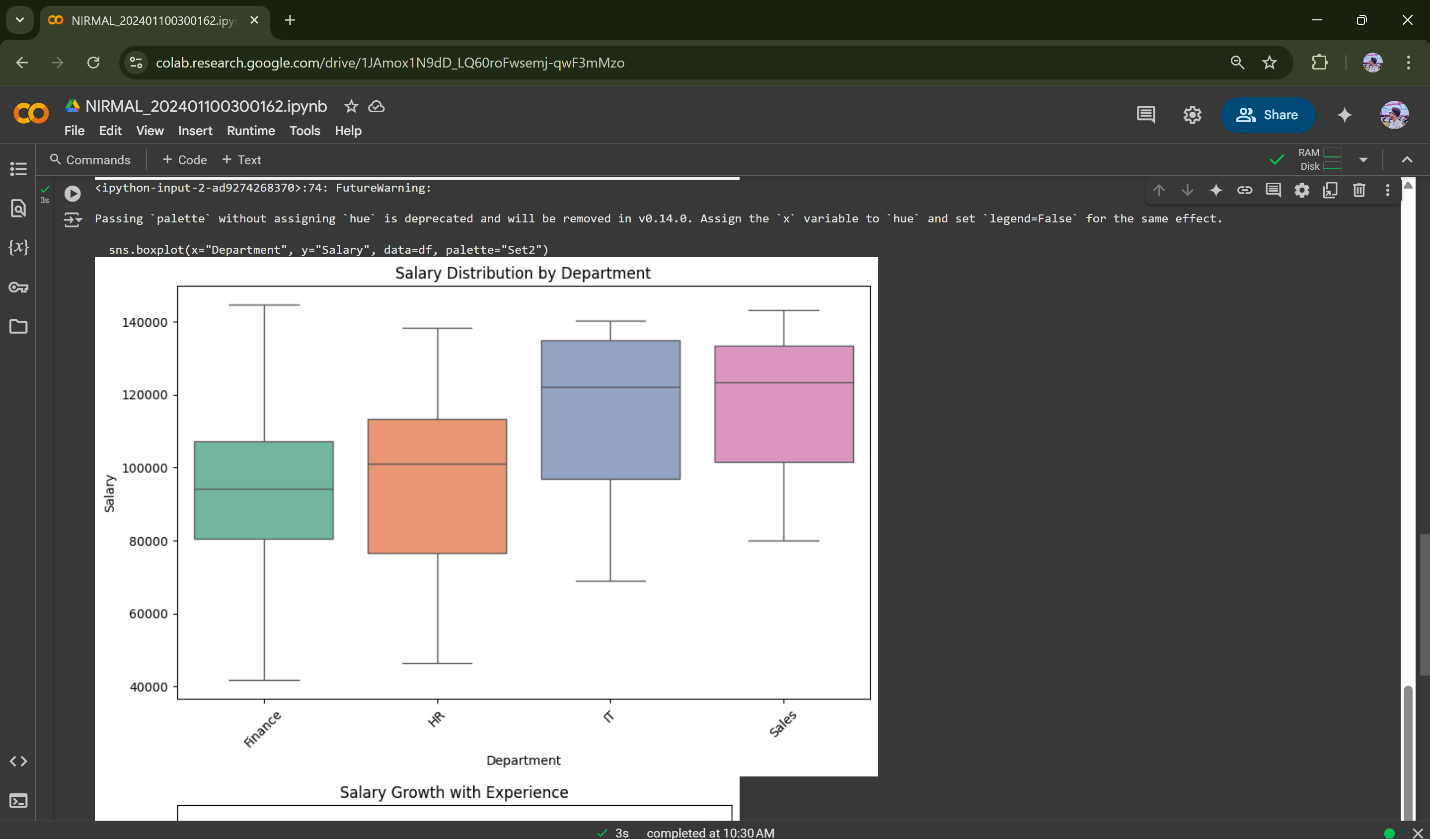 NIRMAL_202401100300162.ipy
colab.research.google.com/drive/1JAmox1N9dD_LQ60roFwsemj-qwF3mMzo
NIRMAL_202401100300162.ipynb
File Edit View Insert Runtime Tools Help
Share
Commands + Code + Text
RAM
Disk
3s
<ipython-input-2-ad9274268370>:74: FutureWarning:
Passing `palette` without assigning `hue` is deprecated and will be removed in v0.14.0. Assign the `x` variable to `hue` and set `legend=False` for the same effect.
sns.boxplot(x="Department", y="Salary", data=df, palette="Set2")
Salary Distribution by Department
140000
120000
100000
80000
60000
40000
Salary
Finance HR IT Sales
Department
Salary Growth with Experience
3s completed at 10:30 AM